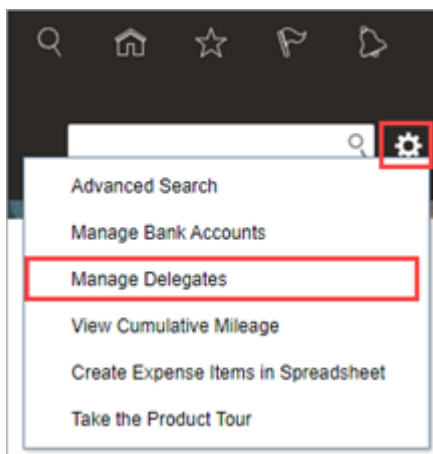 Advanced Search
Manage Bank Accounts
Manage Delegates
View Cumulative Mileage
Create Expense Items in Spreadsheet
Take the Product Tour